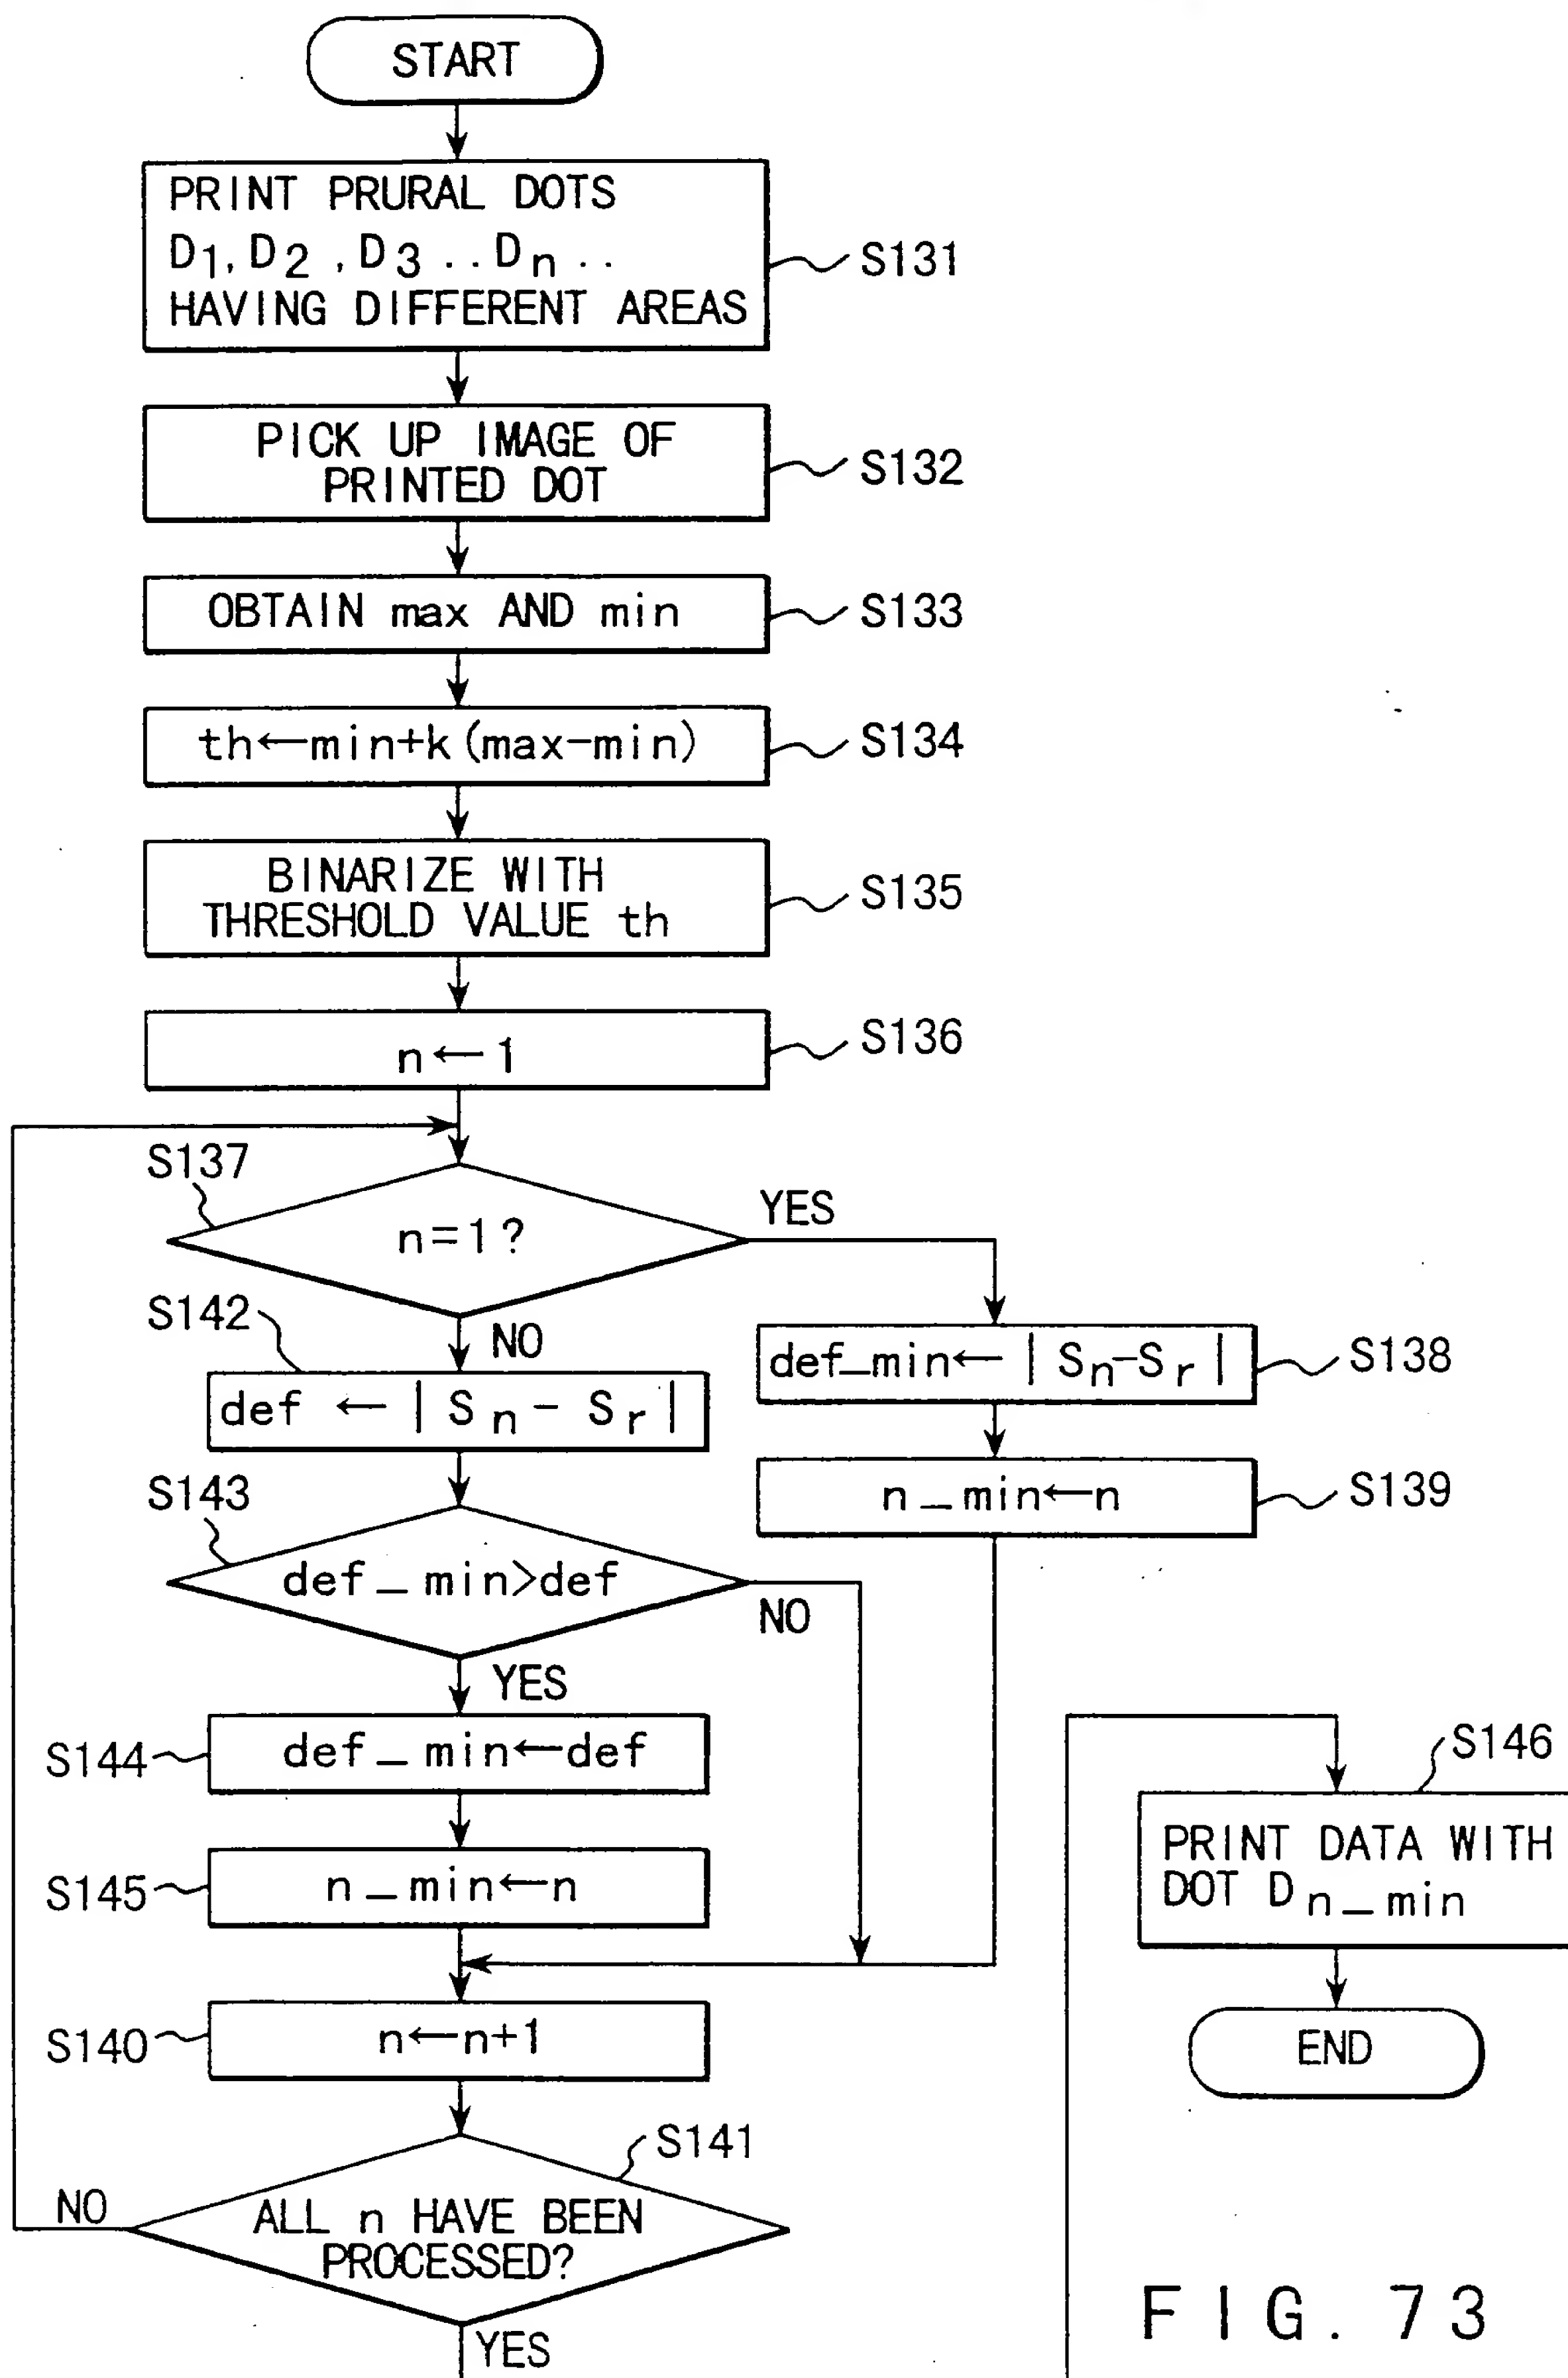 START
PRINT PRURAL DOTS
D1, D2 , D3 . . Dn . .
HAVING DIFFERENT AREAS
S131
PICK UP IMAGE OF
PRINTED DOT
S132
OBTAIN max AND min
S133
th←min+k(max-min)
S134
BINARIZE WITH
THRESHOLD VALUE th
S135
n←1
S136
S137
n=1?
YES
NO
S142
def ← | Sn - Sr |
def_min← | Sn-Sr |
S138
n_min←n
S139
S143
def_min>def
NO
YES
S144
def_min←def
S145
n_min←n
S140
n←n+1
S141
ALL n HAVE BEEN
PROCESSED?
NO
YES
S146
PRINT DATA WITH
DOT Dn_min
END
FIG. 73